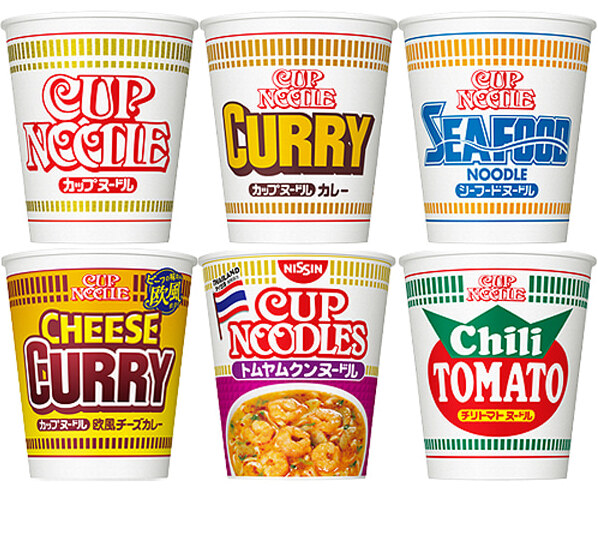 CUP
NOODLE
カップヌードル
CUP
NOODLE
CURRY
カップヌードル カレー
CUP
NOODLE
SEAFOOD
NOODLE
シーフードヌードル
CUP
NOODLE
欧風
CHEESE
CURRY
カップヌードル 欧風チーズカレー
NISSIN
THAILAND
CUP
NOODLES
トムヤムクンヌードル
CUP
NOODLE
Chili
TOMATO
チリトマトヌードル